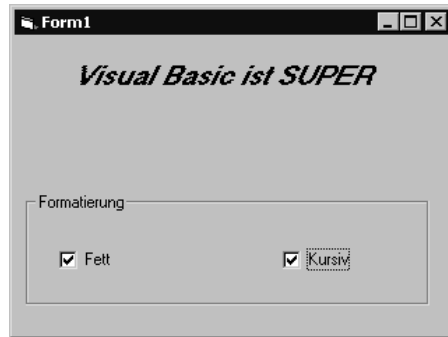 Form1
Visual Basic ist SUPER
Formatierung
Fett
Kursiv